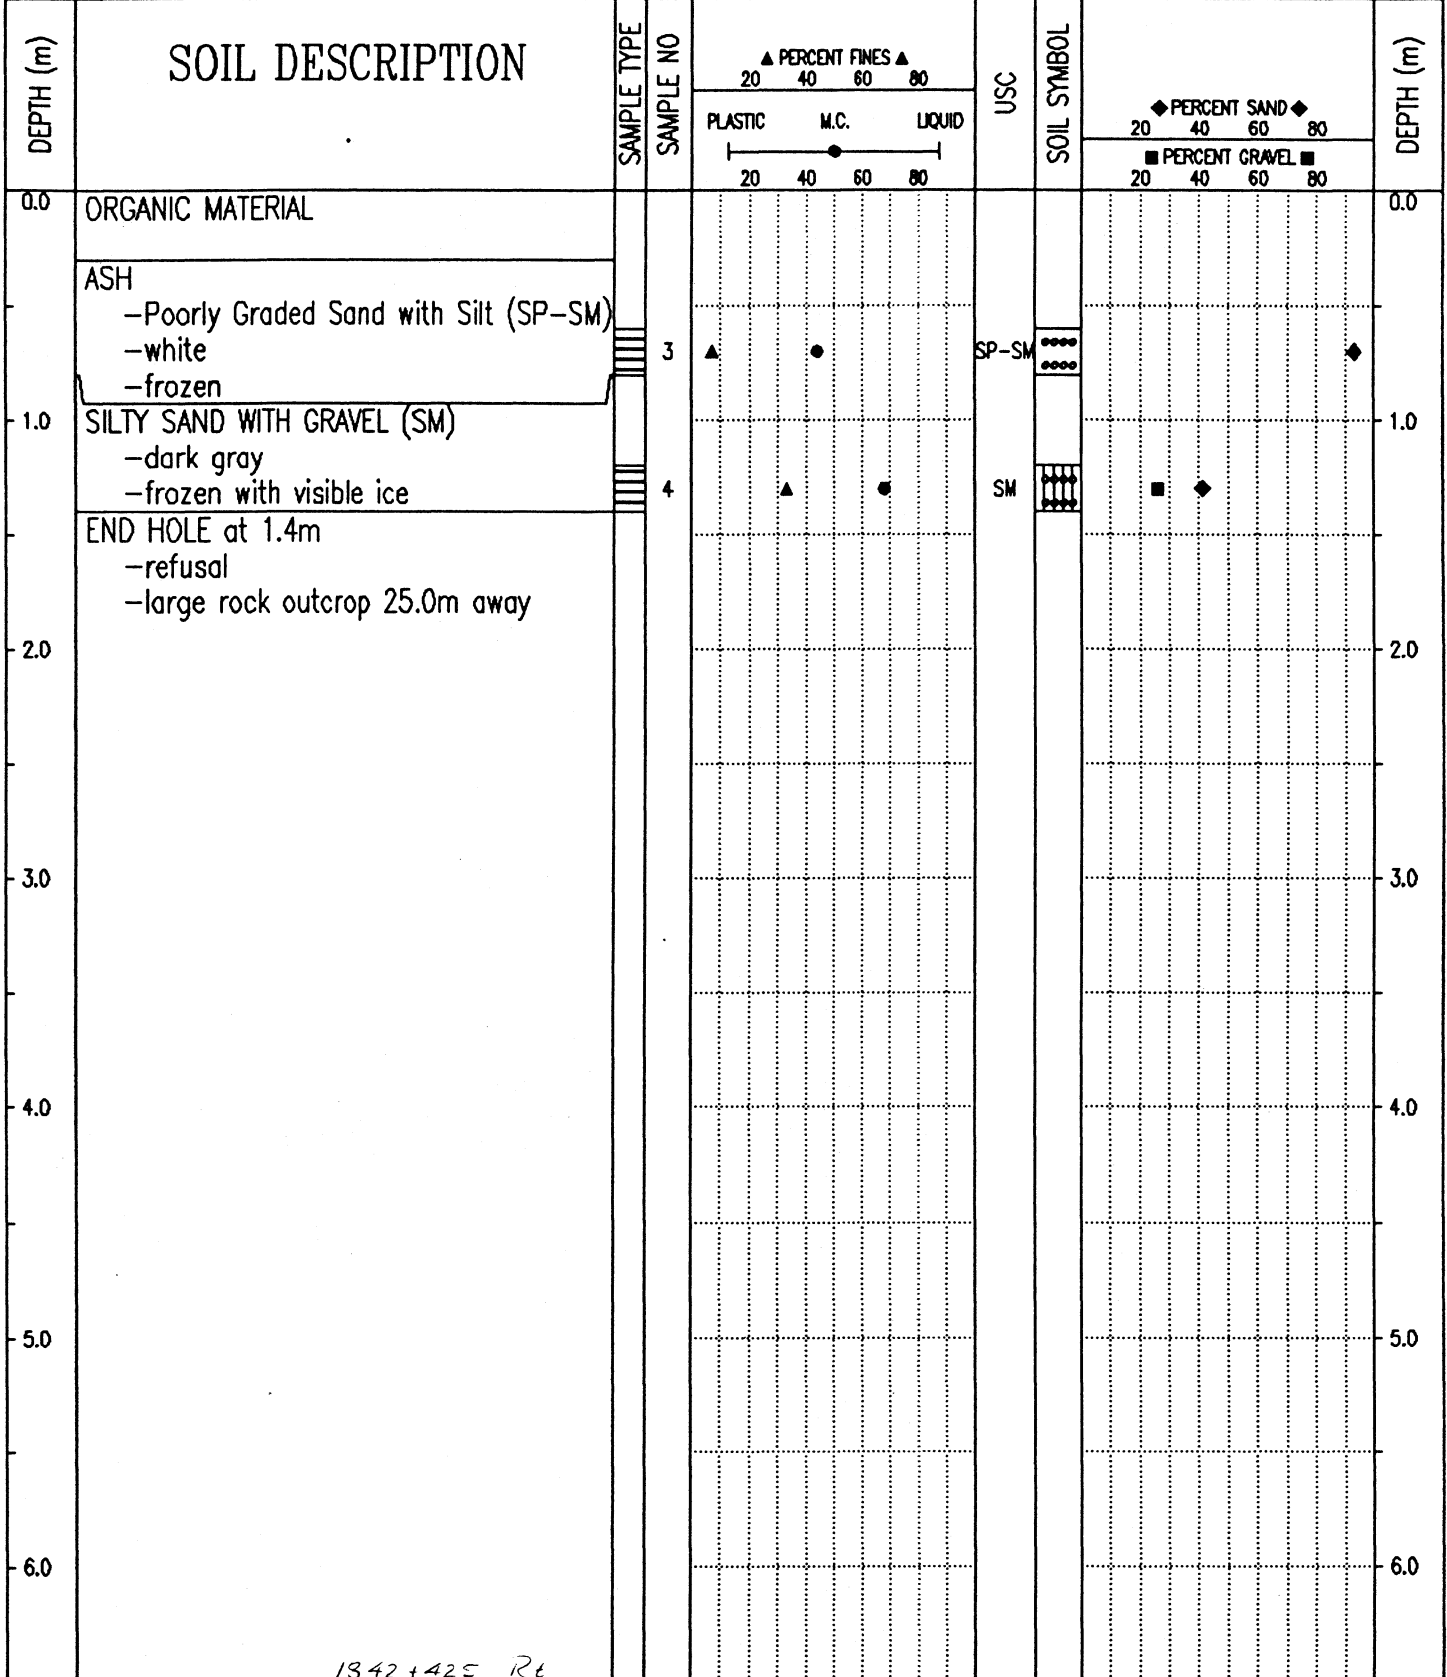 DEPTH (m)
SOIL DESCRIPTION
SAMPLE TYPE
SAMPLE NO
▲ PERCENT FINES ▲
20 40 60 80
PLASTIC M.C. LIQUID
20 40 60 80
USC
SOIL SYMBOL
◆ PERCENT SAND ◆
20 40 60 80
■ PERCENT GRAVEL ■
20 40 60 80
DEPTH (m)
0.0 ORGANIC MATERIAL 0.0
ASH
-Poorly Graded Sand with Silt (SP-SM)
-white 3 SP-SM
-frozen
1.0 SILTY SAND WITH GRAVEL (SM) 1.0
-dark gray
-frozen with visible ice 4 SM
END HOLE at 1.4m
-refusal
-large rock outcrop 25.0m away
2.0 2.0
3.0 3.0
4.0 4.0
5.0 5.0
6.0 6.0
1842+425 Rt